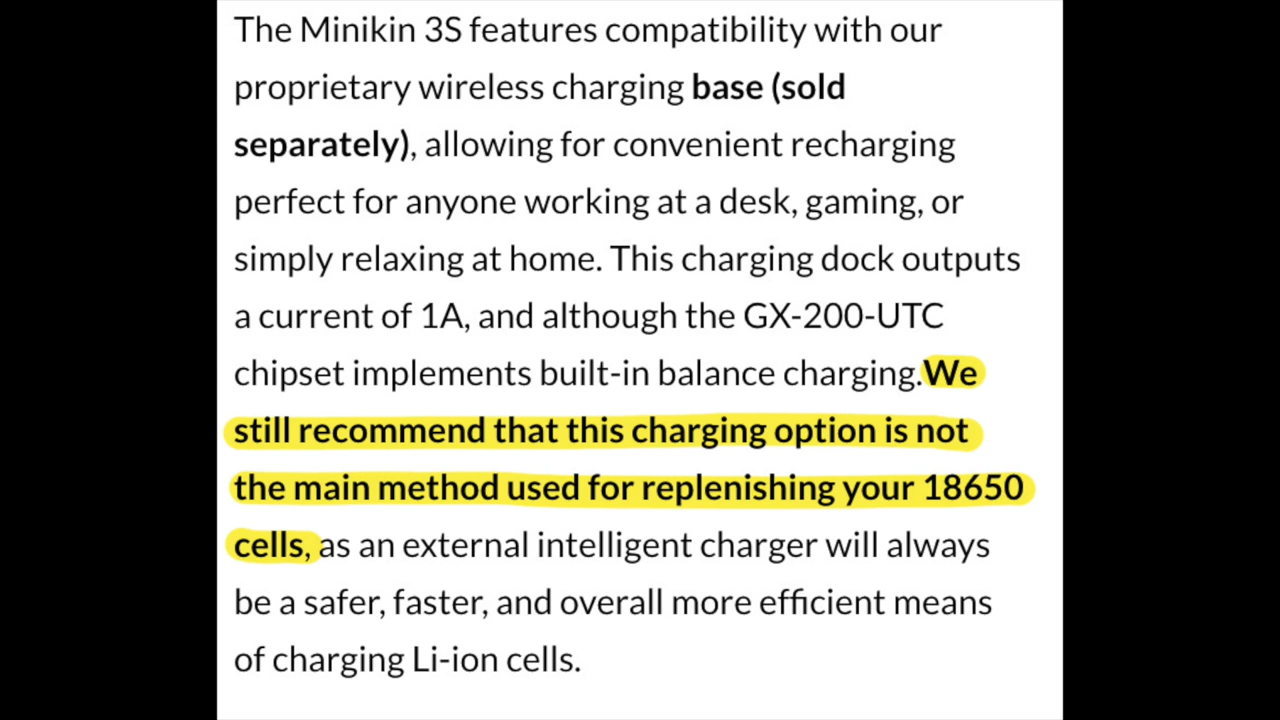 The Minikin 3S features compatibility with our
proprietary wireless charging base (sold
separately), allowing for convenient recharging
perfect for anyone working at a desk, gaming, or
simply relaxing at home. This charging dock outputs
a current of 1A, and although the GX-200-UTC
chipset implements built-in balance charging.We
still recommend that this charging option is not
the main method used for replenishing your 18650
cells, as an external intelligent charger will always
be a safer, faster, and overall more efficient means
of charging Li-ion cells.